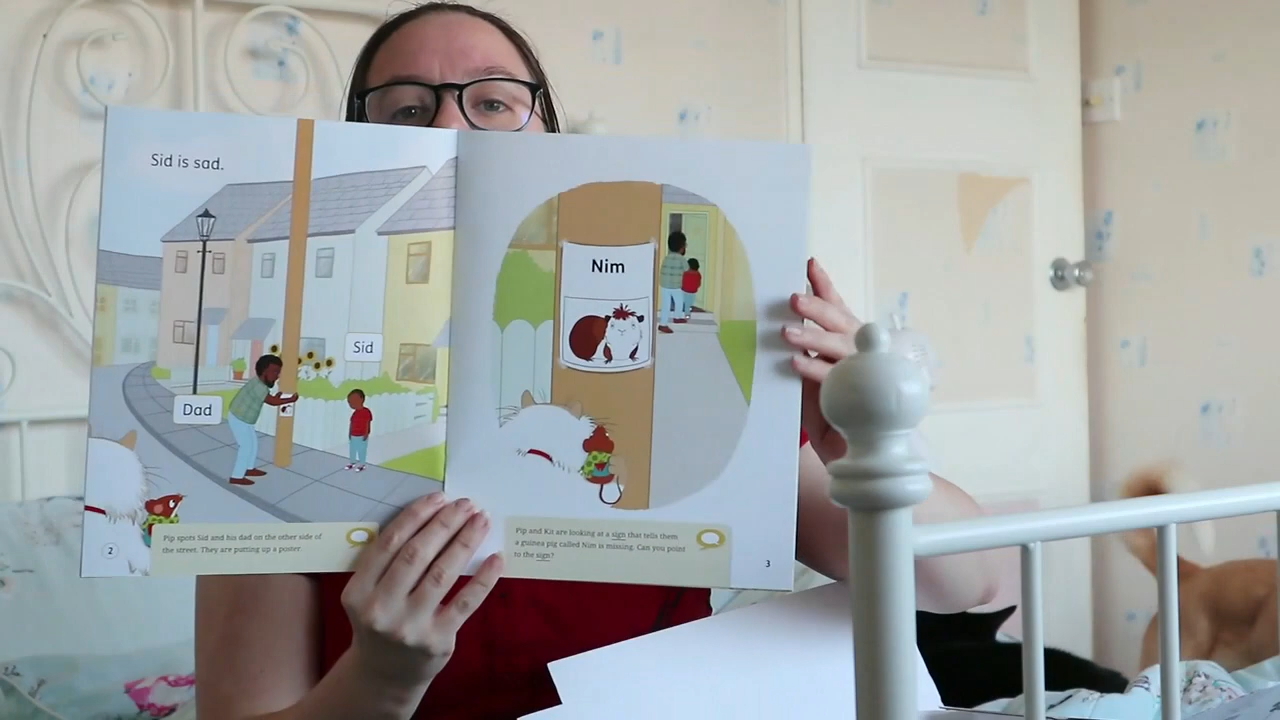 Sid is sad.
Sid
Dad
Pip spots Sid and his dad on the other side of
the street. They are putting up a poster.
2
Nim
Pip and Kit are looking at a sign that tells them
a guinea pig called Nim is missing. Can you point
to the sign?
3